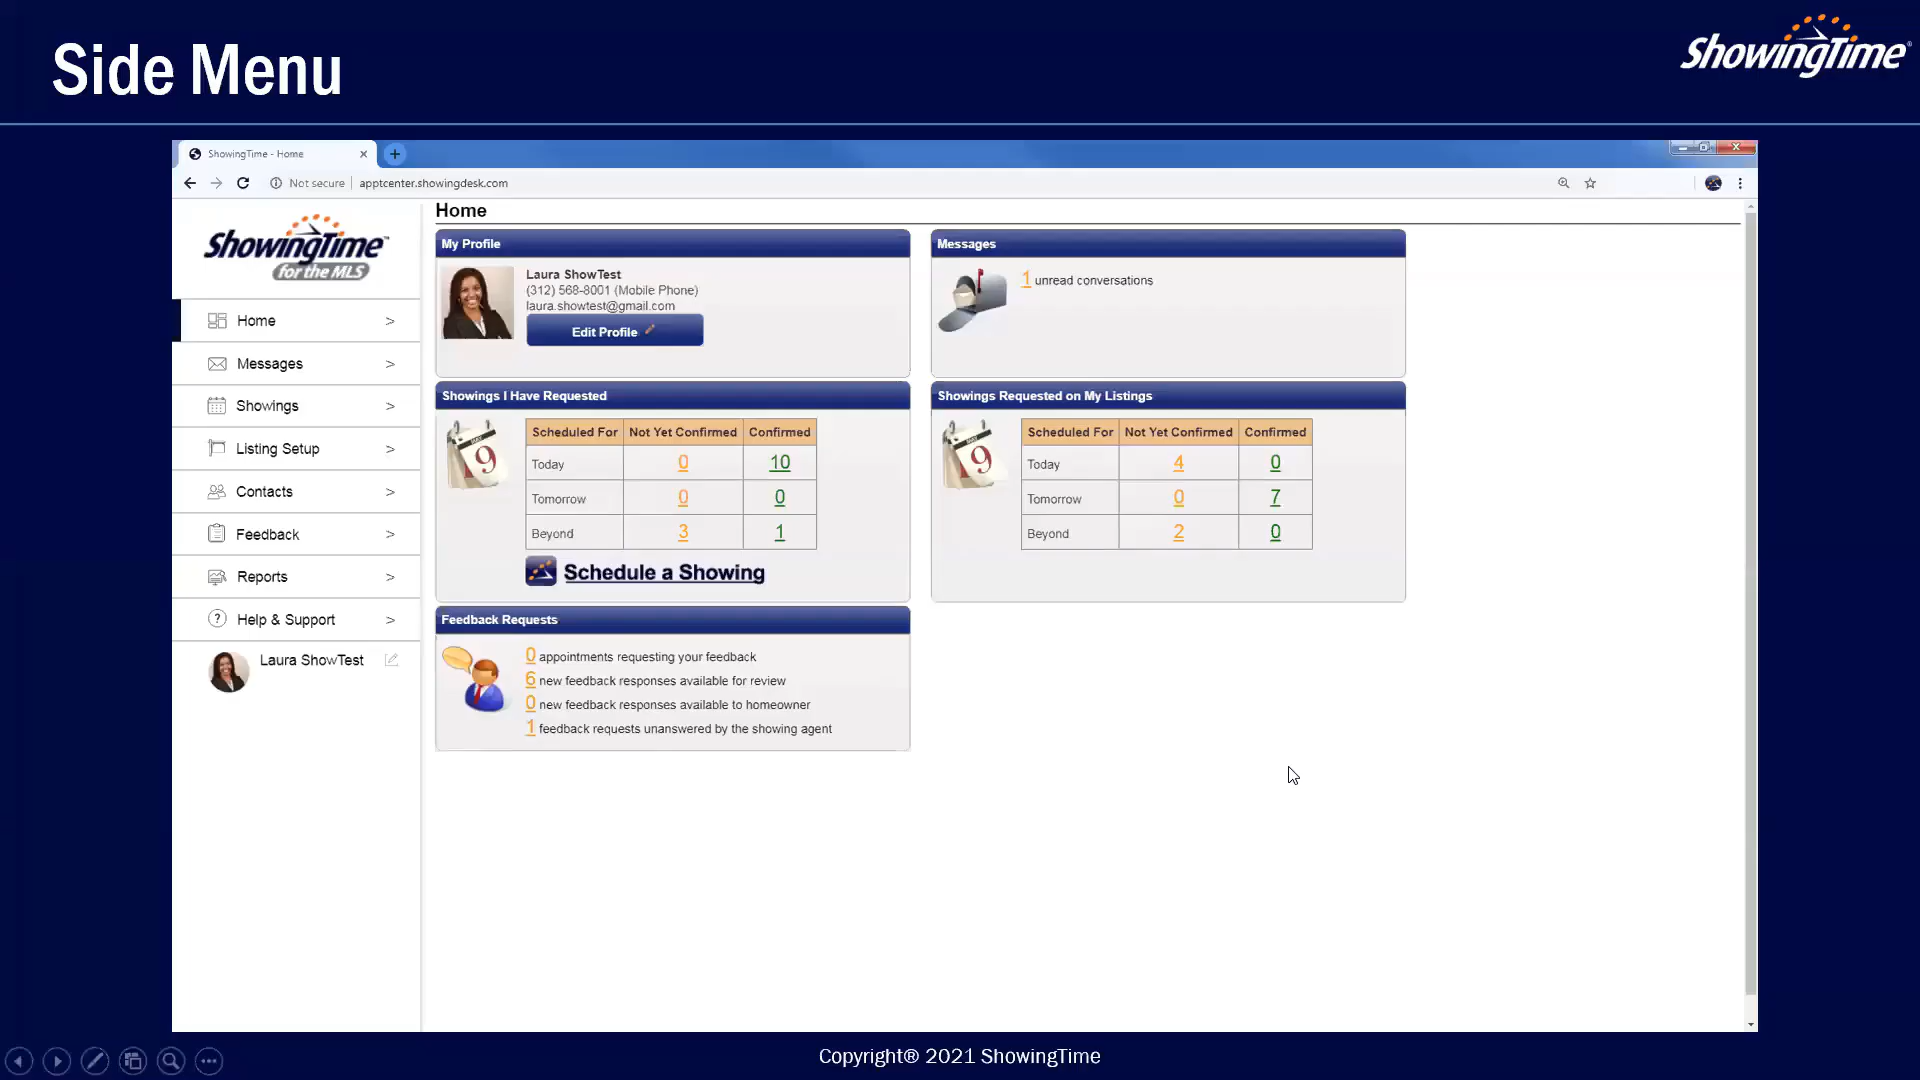 Side Menu
ShowingTime®
ShowingTime - Home
Not secure | apptcenter.showingdesk.com
ShowingTime™
for the MLS
Home >
Messages >
Showings >
Listing Setup >
Contacts >
Feedback >
Reports >
Help & Support >
Laura ShowTest
Home
My Profile
Laura ShowTest
(312) 568-8001 (Mobile Phone)
laura.showtest@gmail.com
Edit Profile
Messages
1 unread conversations
Showings I Have Requested
19
Scheduled For Not Yet Confirmed Confirmed
Today 0 10
Tomorrow 0 0
Beyond 3 1
Schedule a Showing
Showings Requested on My Listings
19
Scheduled For Not Yet Confirmed Confirmed
Today 4 0
Tomorrow 0 7
Beyond 2 0
Feedback Requests
0 appointments requesting your feedback
6 new feedback responses available for review
0 new feedback responses available to homeowner
1 feedback requests unanswered by the showing agent
Copyright® 2021 ShowingTime